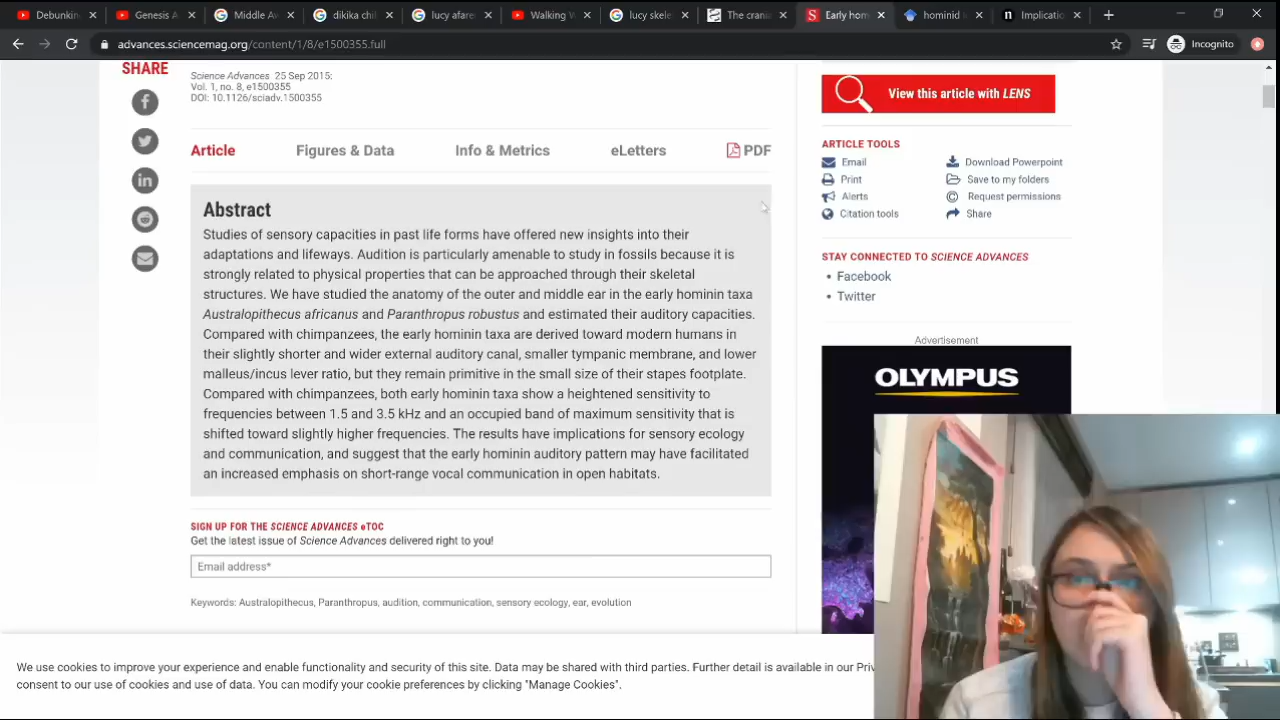 Debunkin
Genesis A
Middle Aw
dikika chil
lucy afare
Walking W
lucy skele
The crania
Early hom
hominid e
Implicatio
advances.sciencemag.org/content/1/8/e1500355.full
Incognito
SHARE
Science Advances 25 Sep 2015:
Vol. 1, no. 8, e1500355
DOI: 10.1126/sciadv.1500355
Article
Figures & Data
Info & Metrics
eLetters
PDF
Abstract
Studies of sensory capacities in past life forms have offered new insights into their
adaptations and lifeways. Audition is particularly amenable to study in fossils because it is
strongly related to physical properties that can be approached through their skeletal
structures. We have studied the anatomy of the outer and middle ear in the early hominin taxa
Australopithecus africanus and Paranthropus robustus and estimated their auditory capacities.
Compared with chimpanzees, the early hominin taxa are derived toward modern humans in
their slightly shorter and wider external auditory canal, smaller tympanic membrane, and lower
malleus/incus lever ratio, but they remain primitive in the small size of their stapes footplate.
Compared with chimpanzees, both early hominin taxa show a heightened sensitivity to
frequencies between 1.5 and 3.5 kHz and an occupied band of maximum sensitivity that is
shifted toward slightly higher frequencies. The results have implications for sensory ecology
and communication, and suggest that the early hominin auditory pattern may have facilitated
an increased emphasis on short-range vocal communication in open habitats.
SIGN UP FOR THE SCIENCE ADVANCES eTOC
Get the latest issue of Science Advances delivered right to you!
Email address*
Keywords: Australopithecus, Paranthropus, audition, communication, sensory ecology, ear, evolution
View this article with LENS
ARTICLE TOOLS
Email
Download Powerpoint
Print
Save to my folders
Alerts
Request permissions
Citation tools
Share
STAY CONNECTED TO SCIENCE ADVANCES
Facebook
Twitter
Advertisement
OLYMPUS
We use cookies to improve your experience and enable functionality and security of this site. Data may be shared with third parties. Further detail is available in our Priv
consent to our use of cookies and use of data. You can modify your cookie preferences by clicking "Manage Cookies".